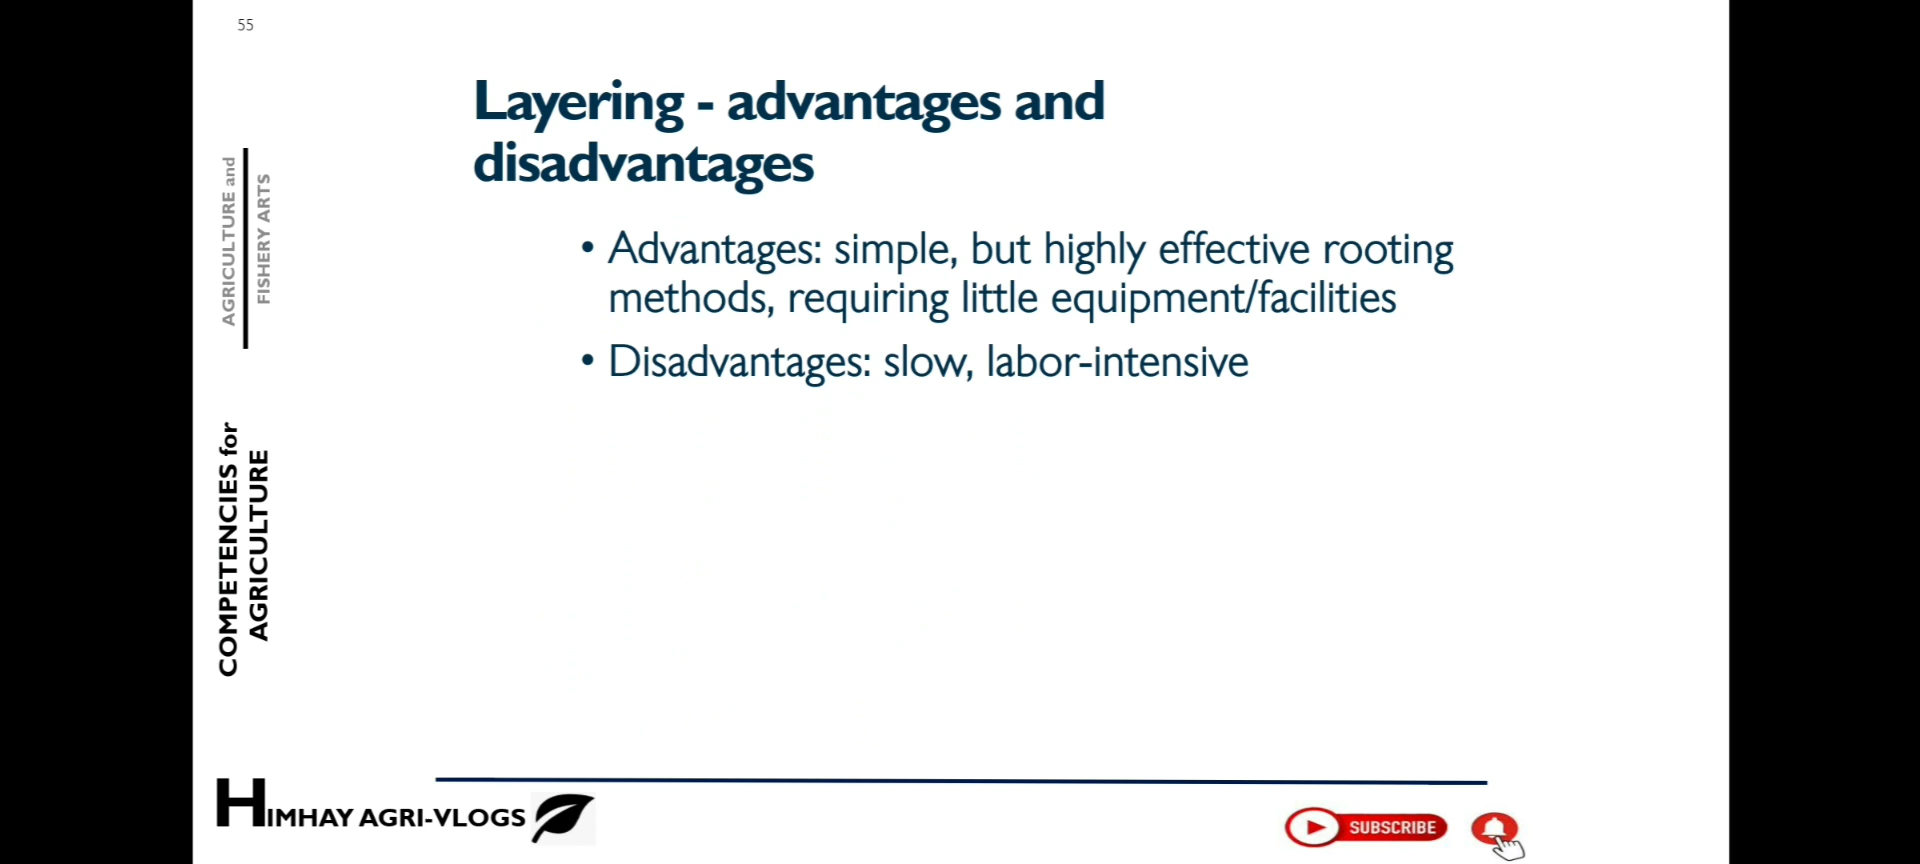 55
Layering - advantages and
disadvantages
• Advantages: simple, but highly effective rooting
methods, requiring little equipment/facilities
• Disadvantages: slow, labor-intensive
AGRICULTURE and
FISHERY ARTS
COMPETENCIES for
AGRICULTURE
HIMHAY AGRI-VLOGS
SUBSCRIBE